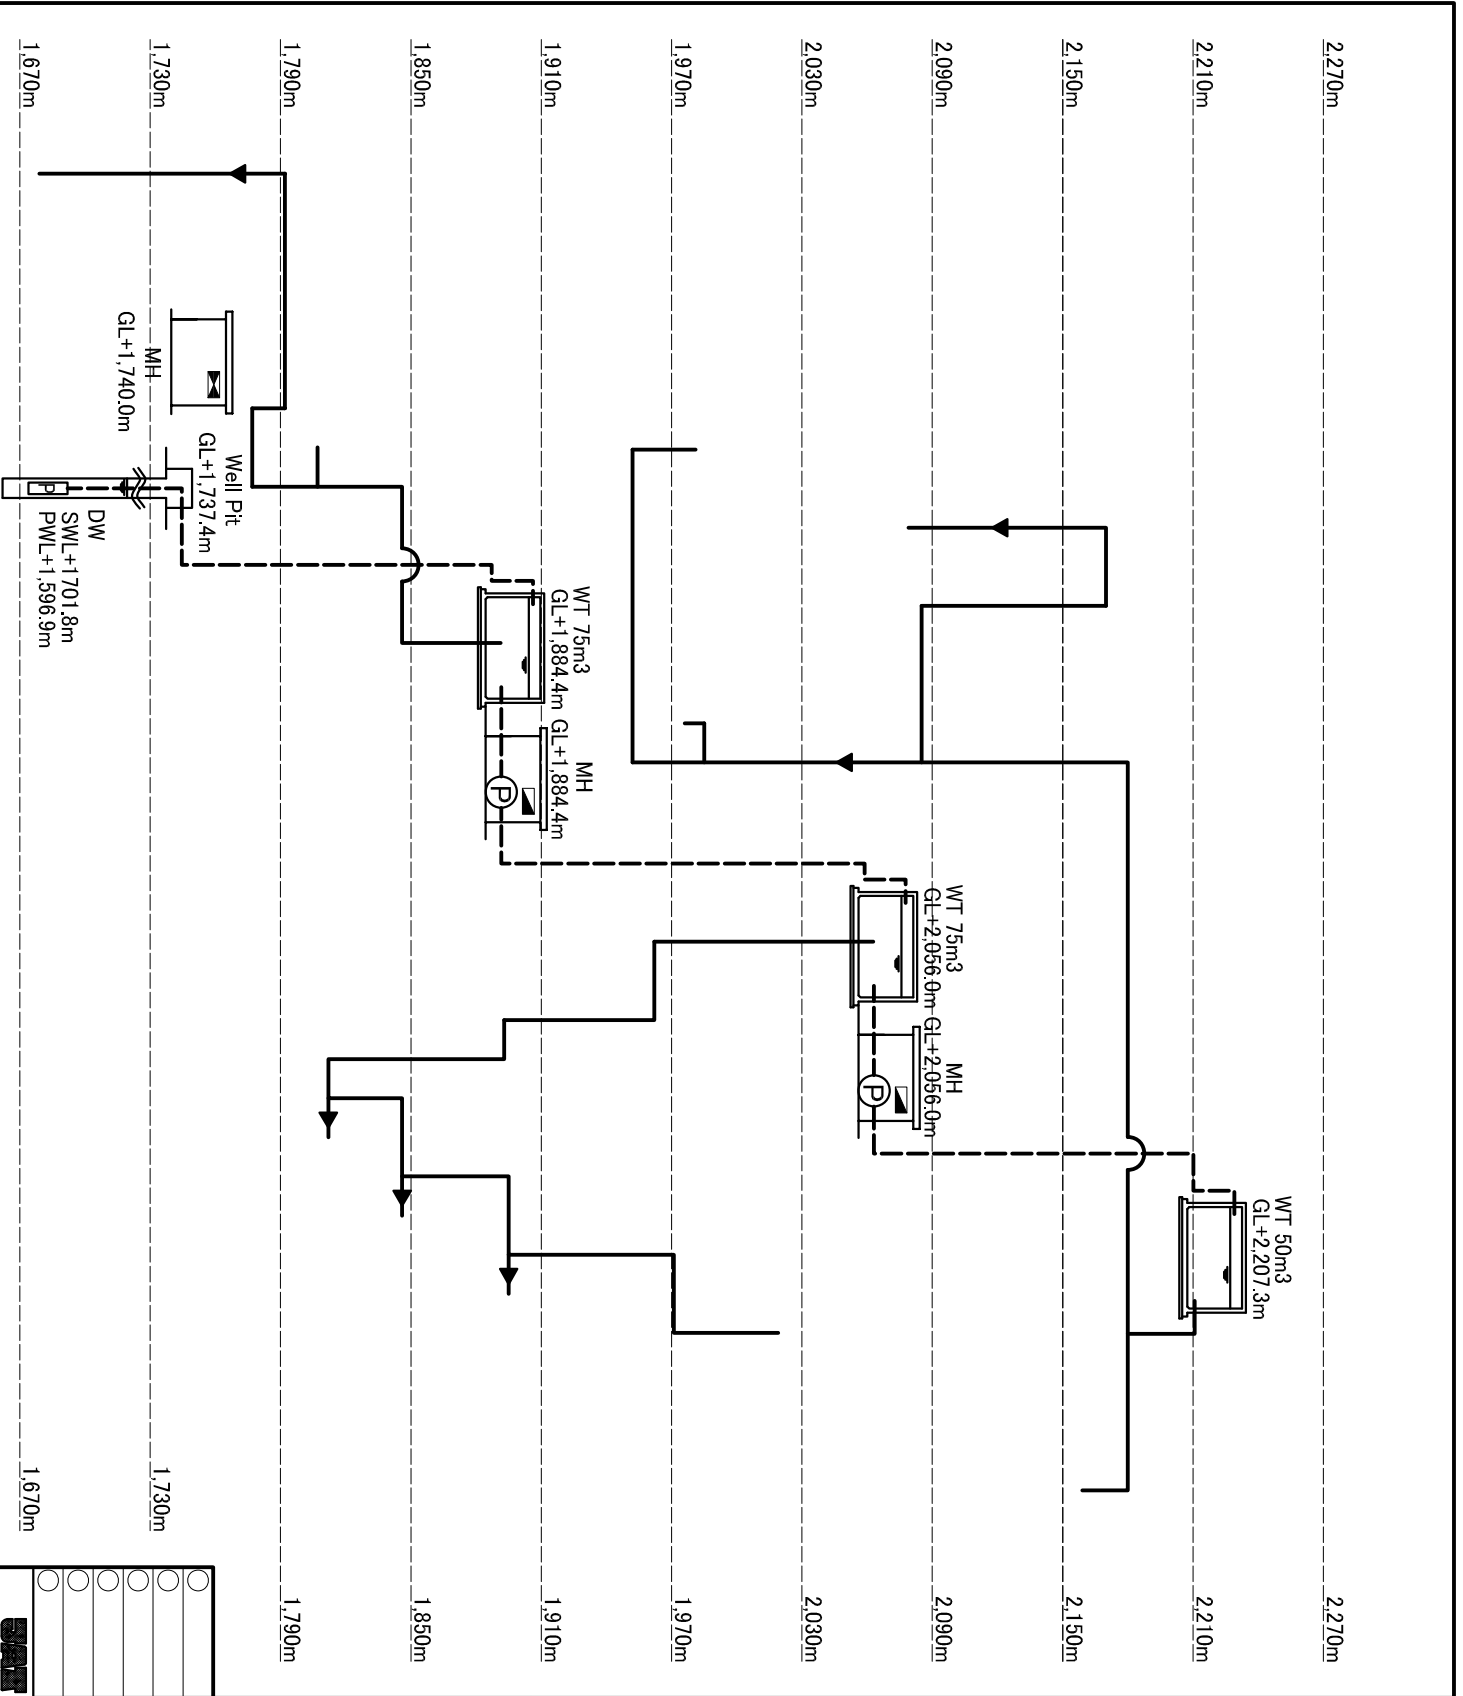 2,270m
2,270m
2,210m
2,210m
2,150m
2,150m
2,090m
2,090m
2,030m
2,030m
1,970m
1,970m
1,910m
1,910m
1,850m
1,850m
1,790m
1,790m
1,730m
1,730m
1,670m
1,670m
WT 50m3
GL+2,207.3m
WT 75m3
GL+2,056.0m
MH
GL+2,056.0m
P
WT 75m3
GL+1,884.4m
MH
GL+1,884.4m
P
MH
GL+1,740.0m
Well Pit
GL+1,737.4m
DW
SWL+1701.8m
PWL+1,596.9m
P